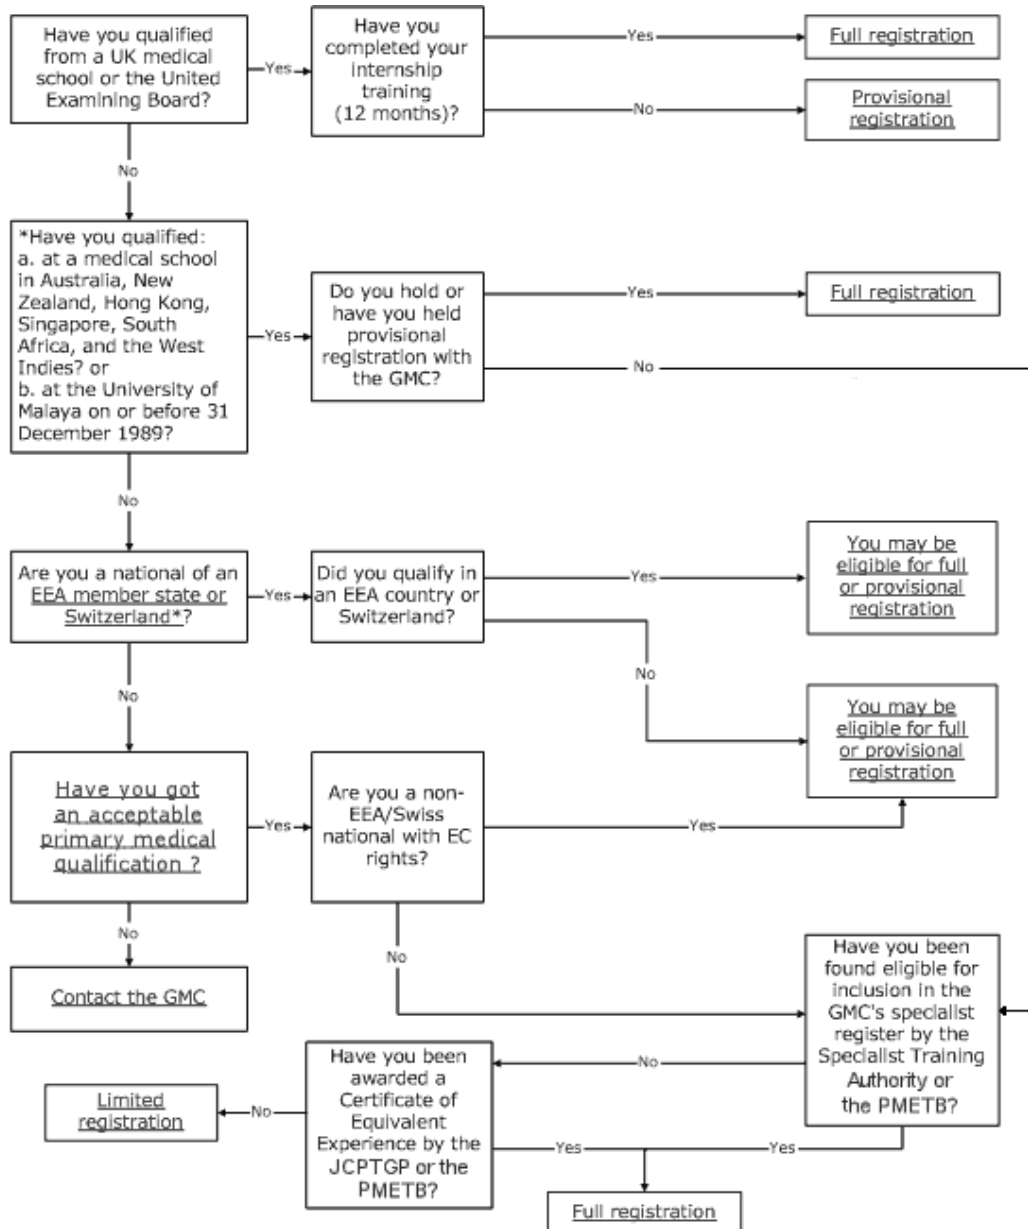 Have you qualified
from a UK medical
school or the United
Examining Board?
Yes
Have you
completed your
internship
training
(12 months)?
Yes
Full registration
No
Provisional
registration
No
*Have you qualified:
a. at a medical school
in Australia, New
Zealand, Hong Kong,
Singapore, South
Africa, and the West
Indies? or
b. at the University of
Malaya on or before 31
December 1989?
Yes
Do you hold or
have you held
provisional
registration with
the GMC?
Yes
Full registration
No
No
Are you a national of an
EEA member state or
Switzerland*?
Yes
Did you qualify in
an EEA country or
Switzerland?
Yes
You may be
eligible for full
or provisional
registration
No
You may be
eligible for full
or provisional
registration
No
Have you got
an acceptable
primary medical
qualification ?
Yes
Are you a non-
EEA/Swiss
national with EC
rights?
Yes
No
Contact the GMC
No
Have you been
found eligible for
inclusion in the
GMC's specialist
register by the
Specialist Training
Authority or
the PMETB?
No
Have you been
awarded a
Certificate of
Equivalent
Experience by the
JCPTGP or the
PMETB?
No
Limited
registration
Yes
Yes
Full registration